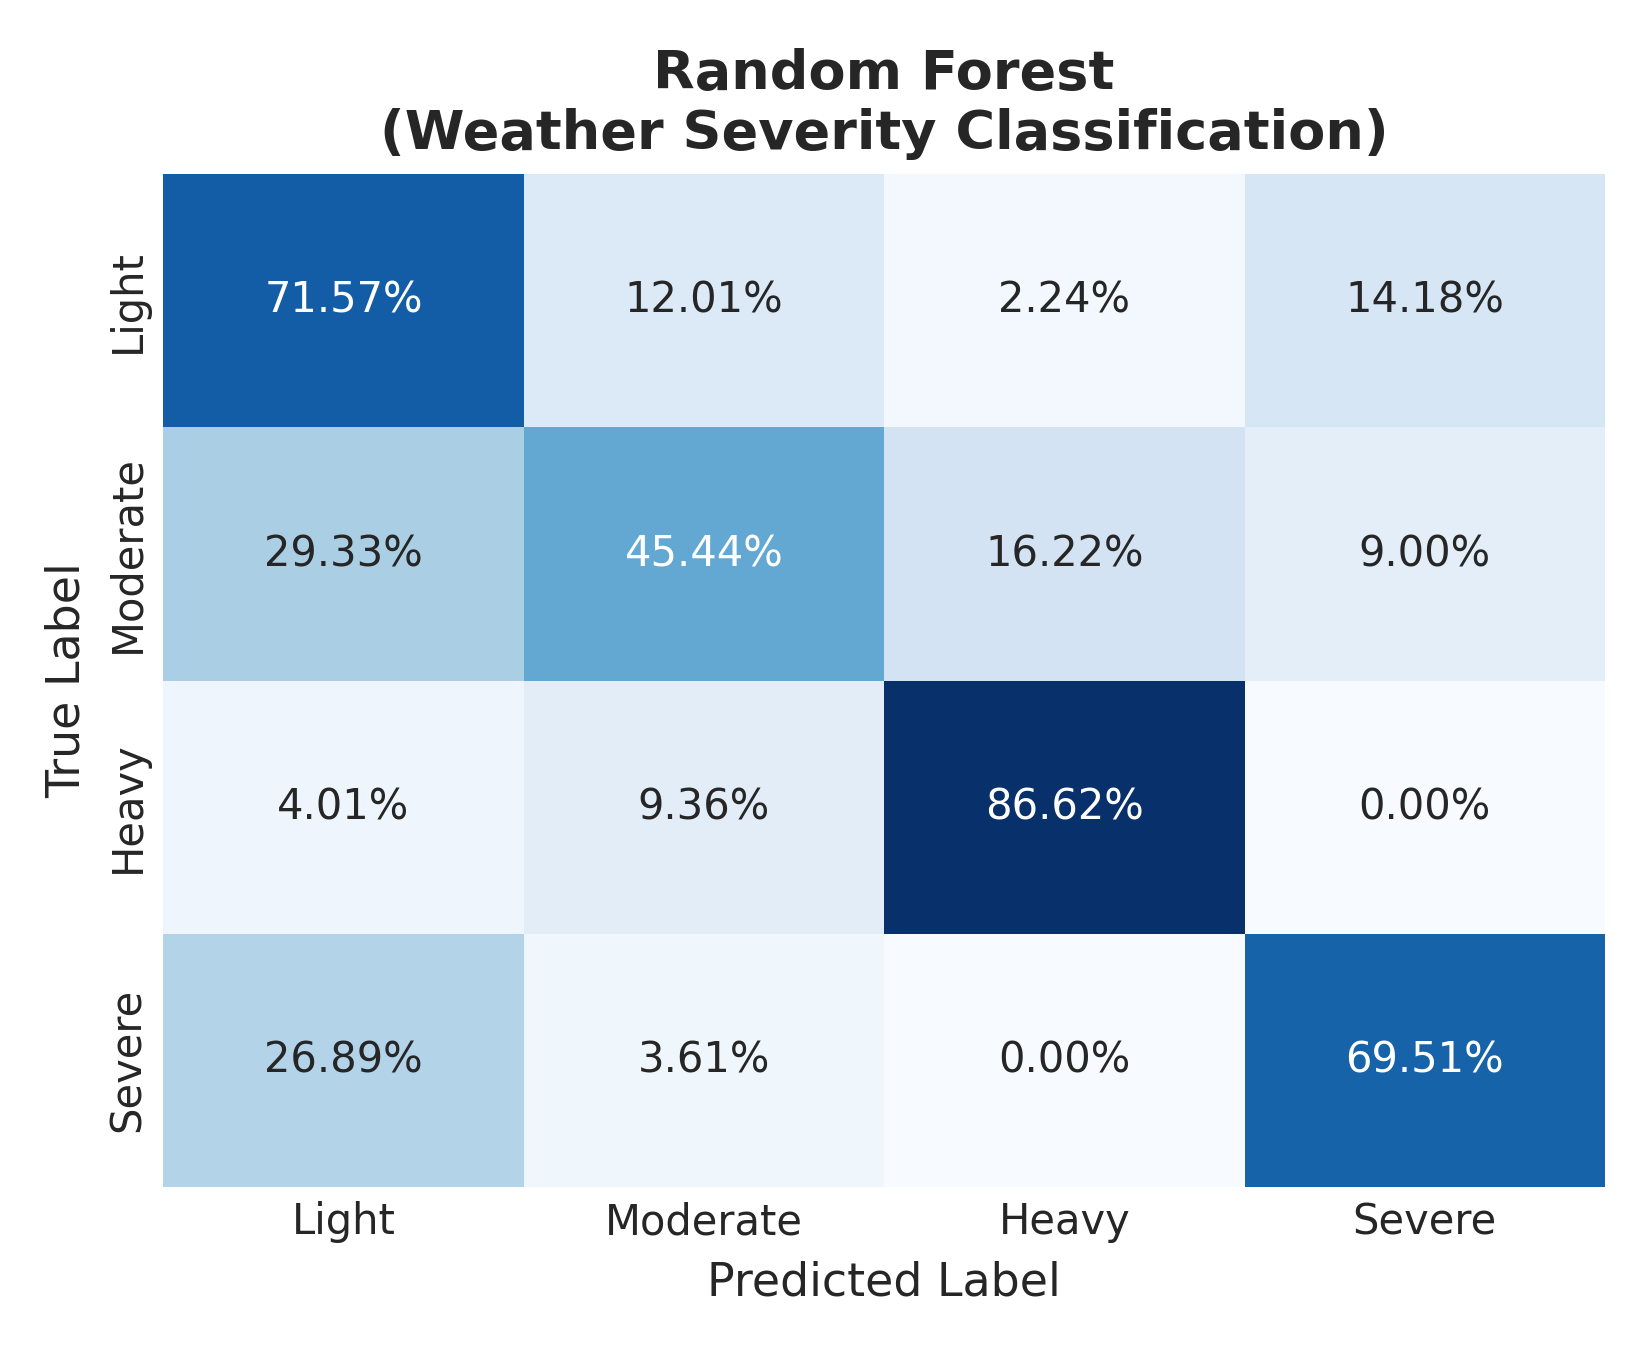 Random Forest
(Weather Severity Classification)
True Label
Light
71.57%
12.01%
2.24%
14.18%
Moderate
29.33%
45.44%
16.22%
9.00%
Heavy
4.01%
9.36%
86.62%
0.00%
Severe
26.89%
3.61%
0.00%
69.51%
Light
Moderate
Heavy
Severe
Predicted Label